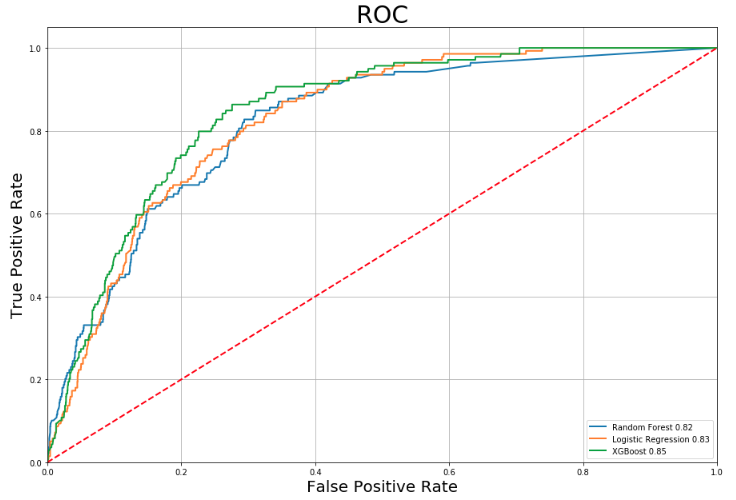 ROC
True Positive Rate
1.0
0.8
0.6
0.4
0.2
0.0
0.0 0.2 0.4 0.6 0.8 1.0
False Positive Rate
Random Forest 0.82
Logistic Regression 0.83
XGBoost 0.85